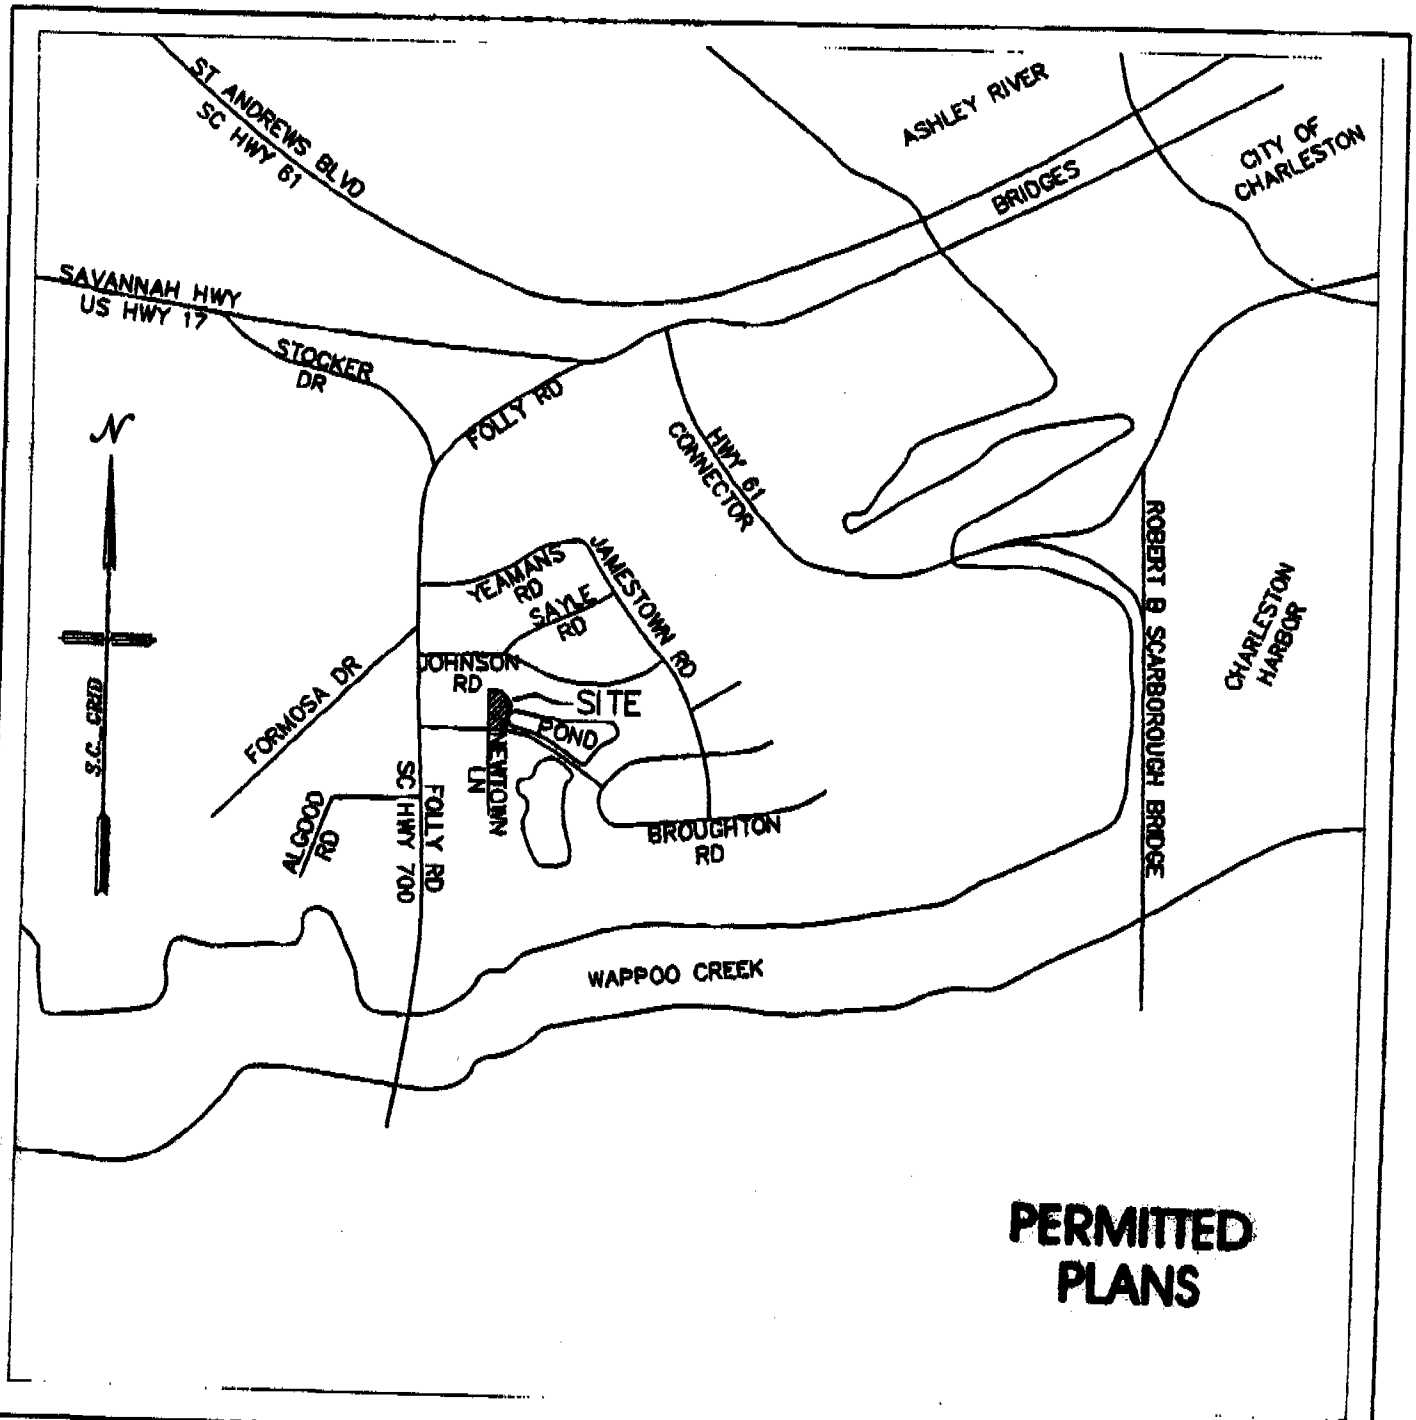 ST ANDREWS BLVD
SC HWY 61
ASHLEY RIVER
BRIDGES
CITY OF
CHARLESTON
SAVANNAH HWY
US HWY 17
STOCKER
DR
FOLLY RD
HWY 61
CONNECTOR
N
S.C. GRID
YEAMANS
RD
JAMESTOWN RD
SAYLE
RD
JOHNSON
RD
FORMOSA DR
SITE
POND
NEWTOWN
LN
ALGOOD
RD
FOLLY RD
SC HWY 700
BROUGHTON
RD
ROBERT B SCARBOROUGH BRIDGE
CHARLESTON
HARBOR
WAPPOO CREEK
PERMITTED
PLANS